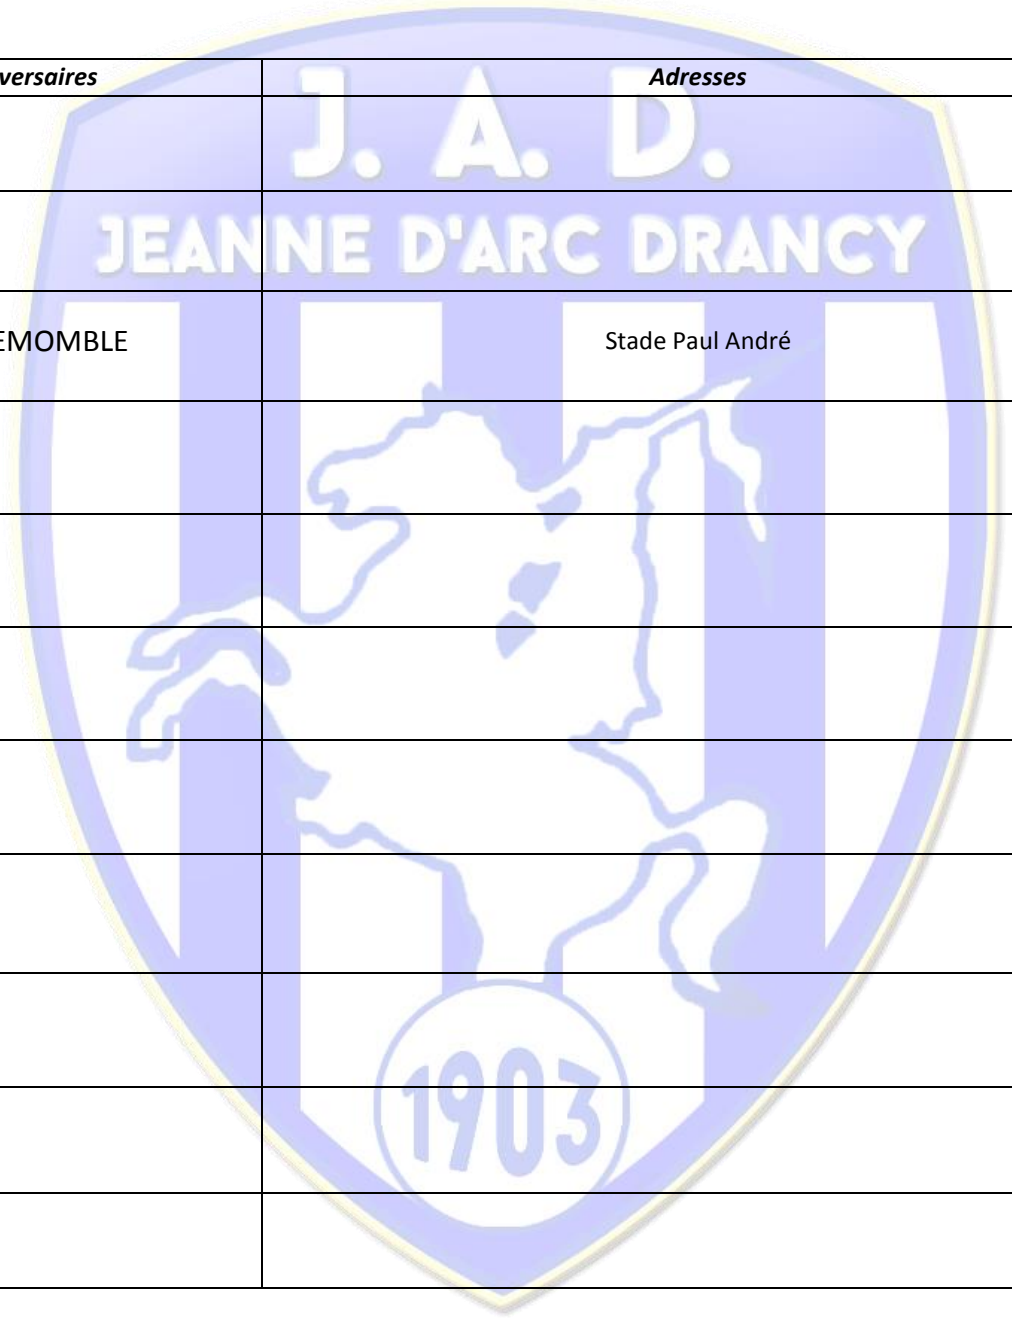 versaires Adresses
J. A. D.
JEANNE D'ARC DRANCY
EMOMBLE Stade Paul André
1903